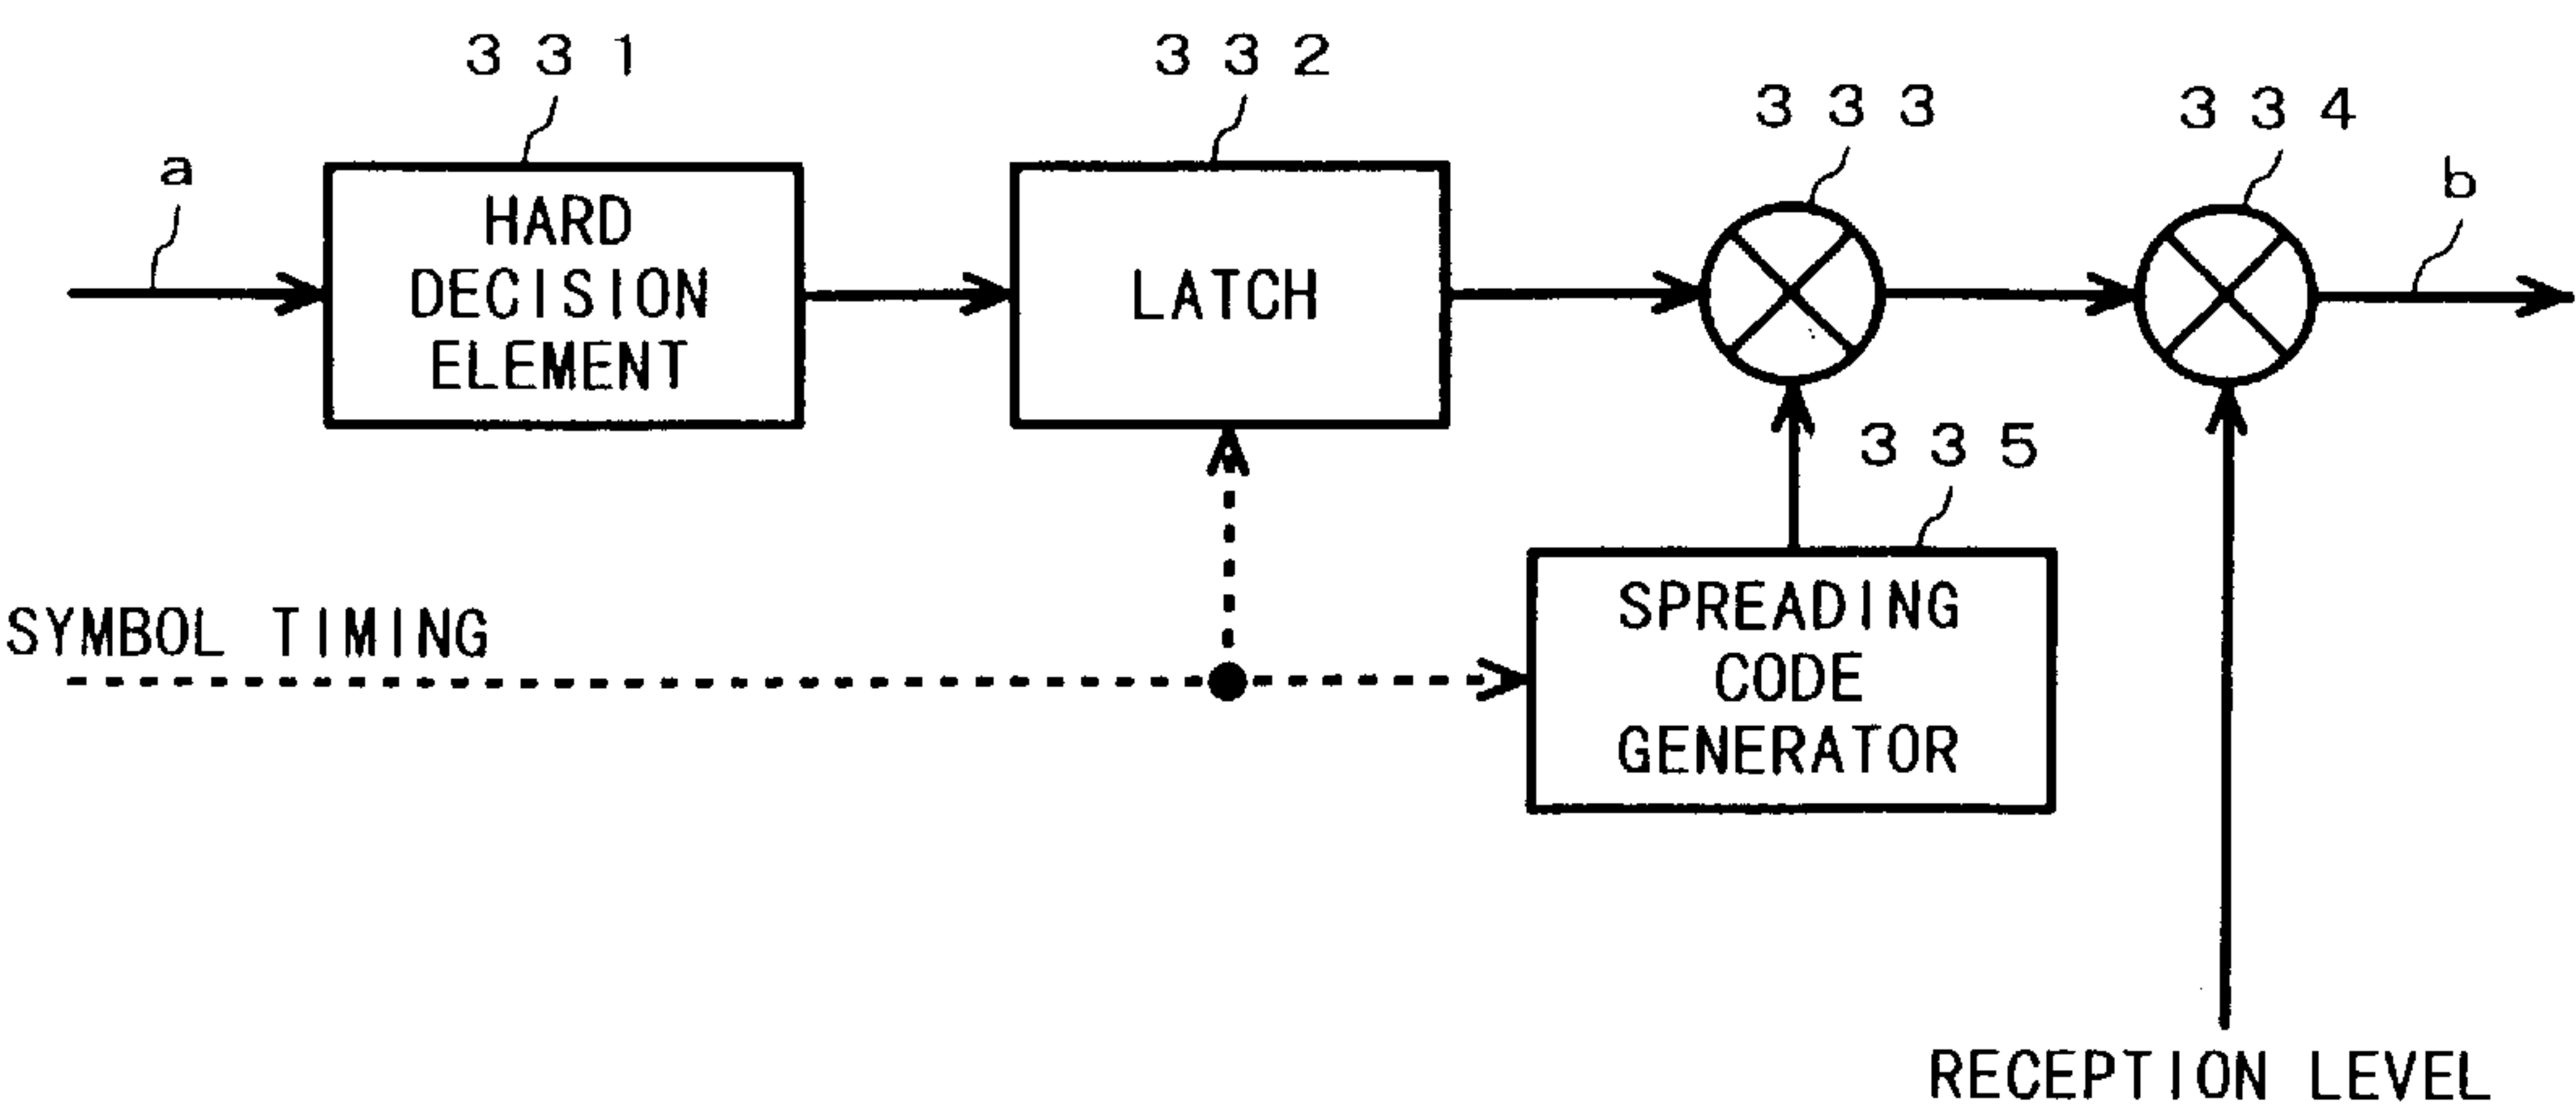 331
332
333
334
a
b
HARD
DECISION
ELEMENT
LATCH
335
SYMBOL TIMING
SPREADING
CODE
GENERATOR
RECEPTION LEVEL